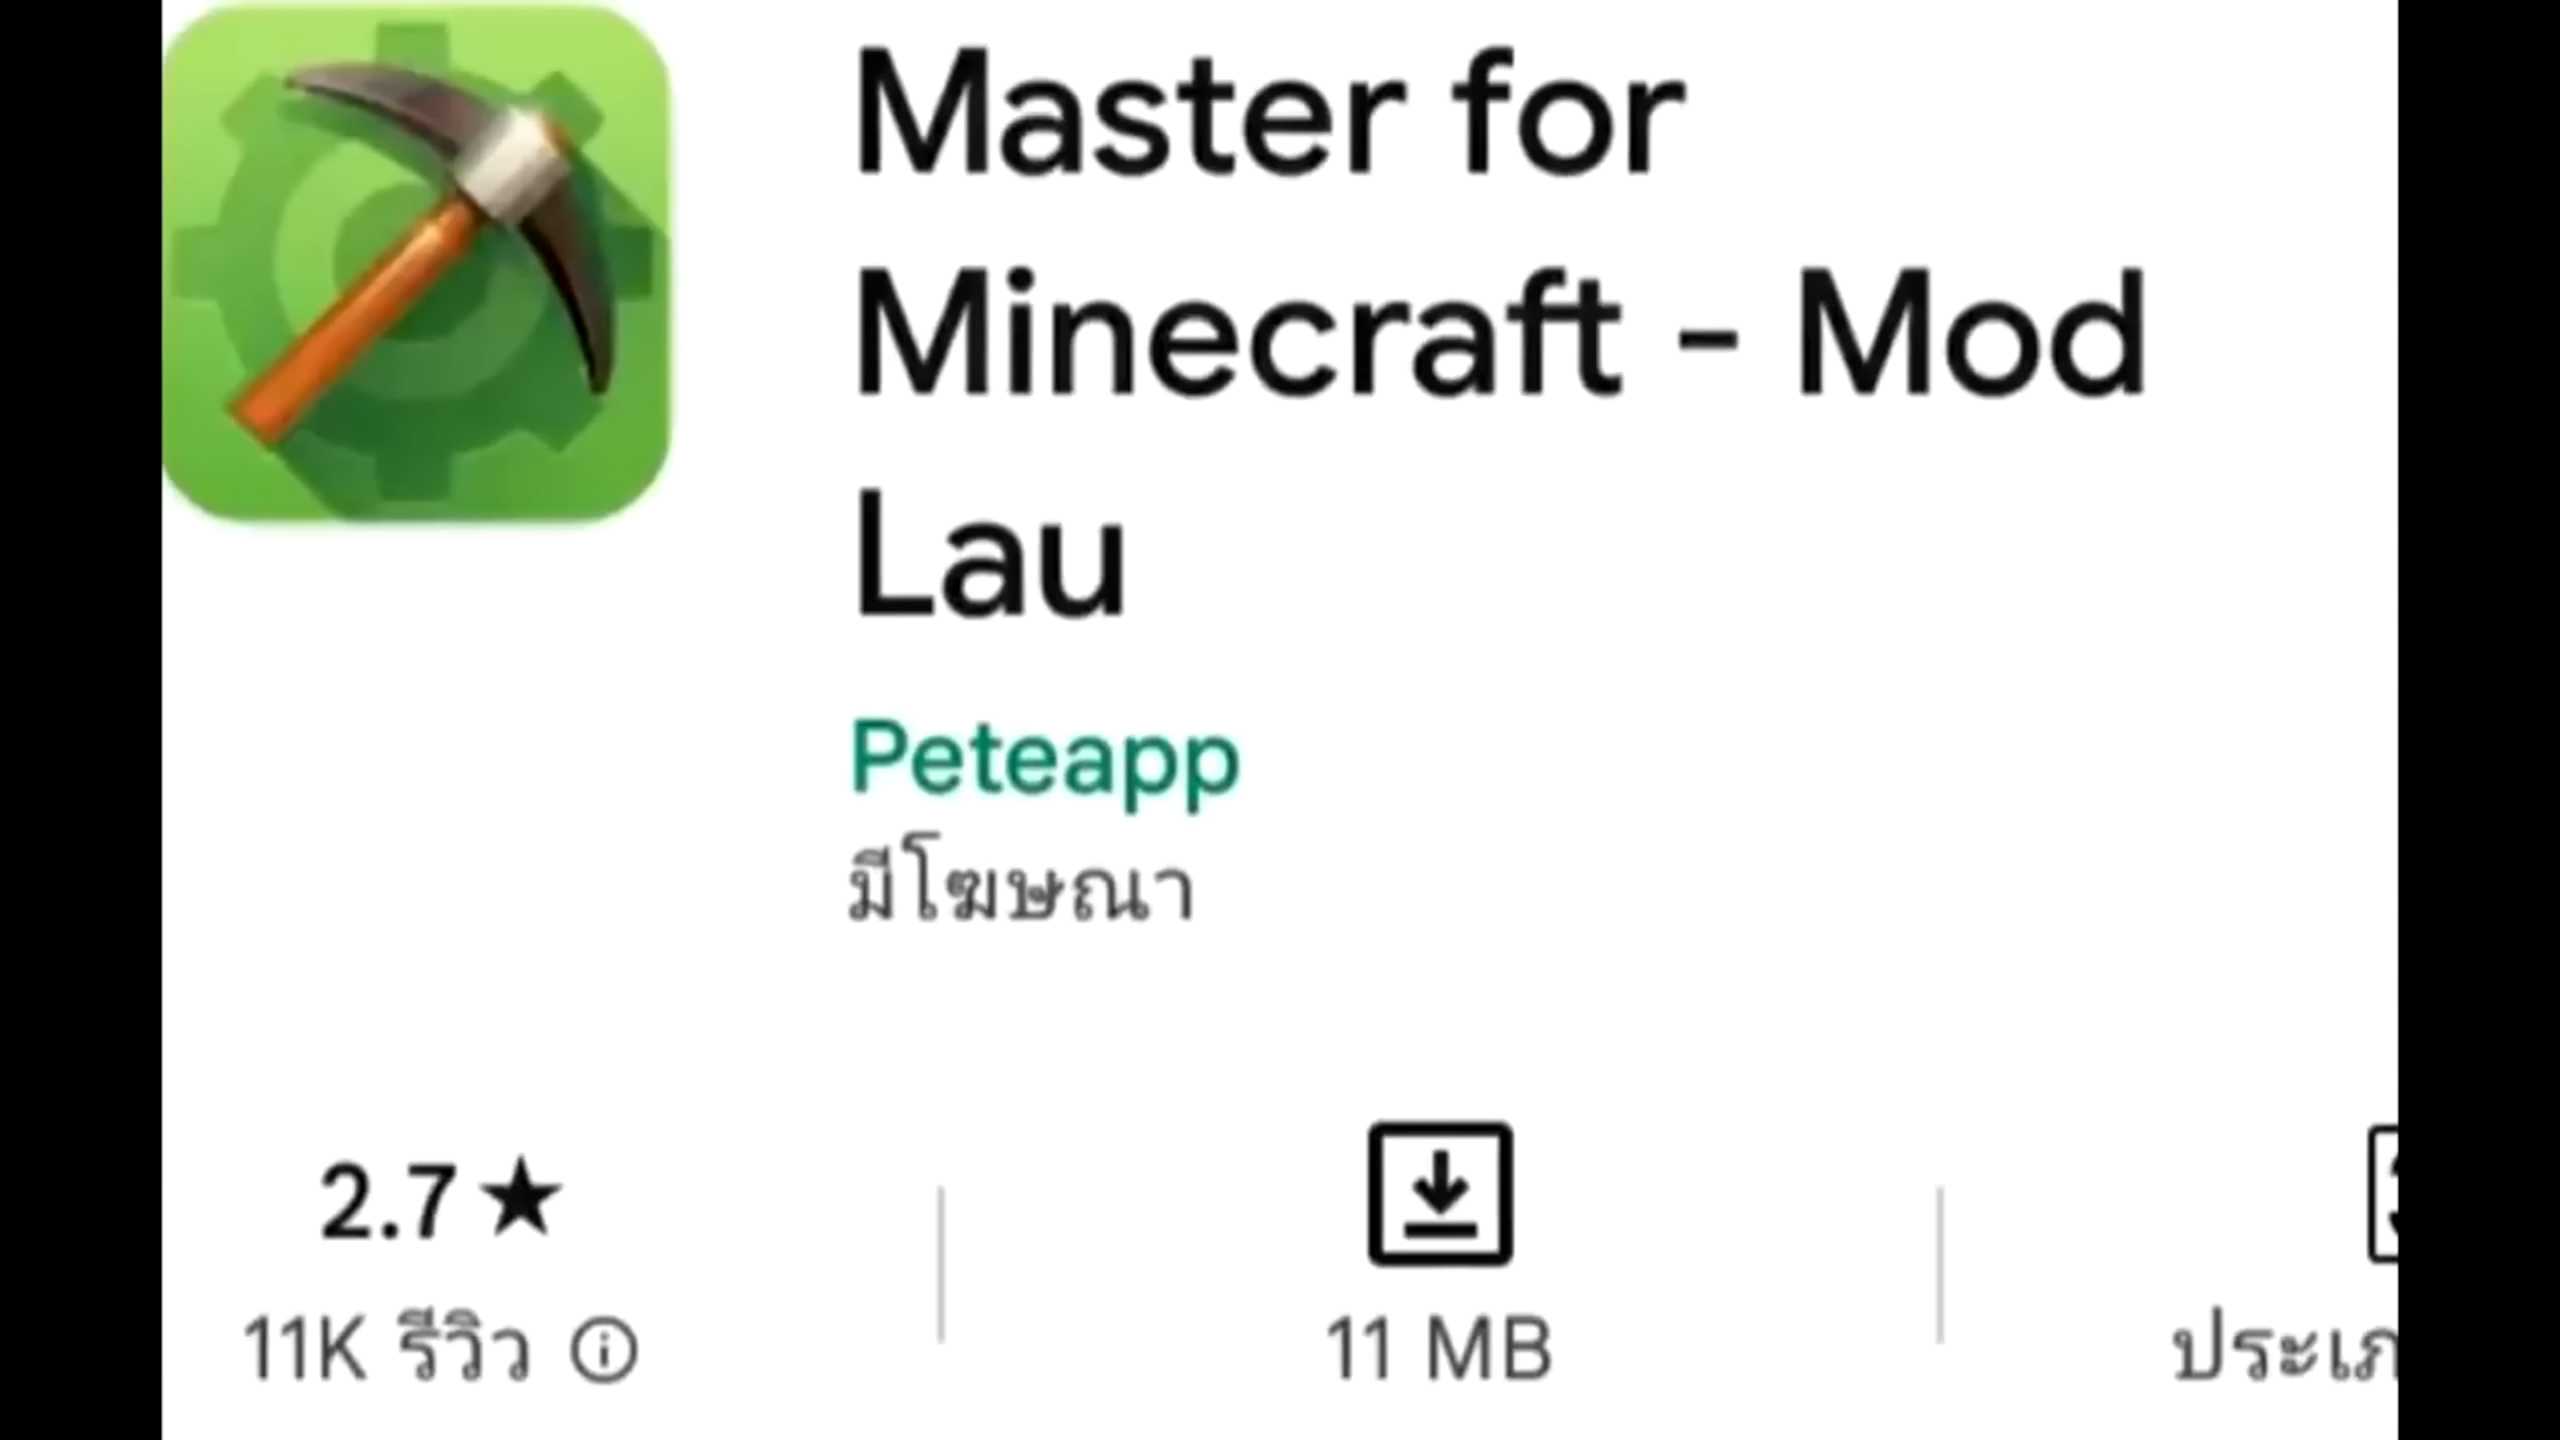 Master for
Minecraft - Mod
Lau
Peteapp
มีโฆษณา
2.7★
11K รีวิว
11 MB